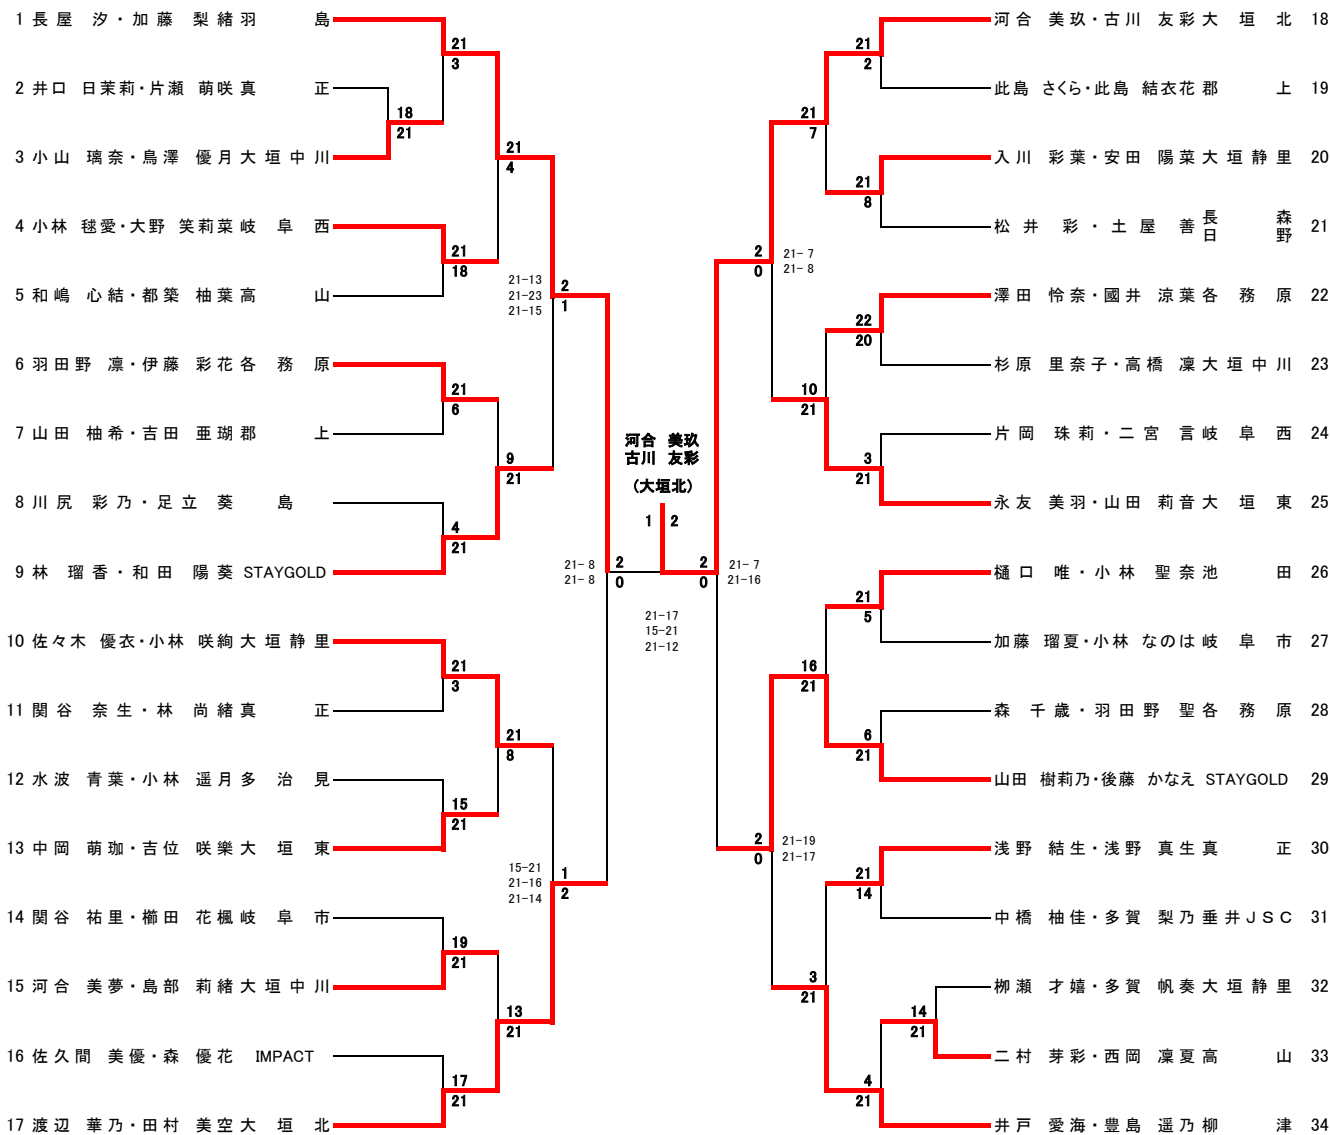 1 長屋 汐・加藤 梨緒 羽島
21
3
2 井口 日茉莉・片瀬 萌咲 真正
18
21
3 小山 璃奈・鳥澤 優月 大垣中川
21
4
4 小林 毬愛・大野 笑莉菜 岐阜西
21
18
5 和嶋 心結・都築 柚葉 高山
21-13
21-23
21-15
2
1
6 羽田野 凛・伊藤 彩花 各務原
21
6
7 山田 柚希・吉田 亜瑚 郡上
9
21
8 川尻 彩乃・足立 葵 島
4
21
9 林 瑠香・和田 陽葵 STAYGOLD
21-8
21-8
2
0
10 佐々木 優衣・小林 咲絢 大垣静里
21
3
11 関谷 奈生・林 尚緒 真正
21
8
12 水波 青葉・小林 遥月 多治見
15
21
13 中岡 萌珈・吉位 咲樂 大垣東
15-21
21-16
21-14
1
2
14 関谷 祐里・櫛田 花楓 岐阜市
19
21
15 河合 美夢・島部 莉緒 大垣中川
13
21
16 佐久間 美優・森 優花 IMPACT
17
21
17 渡辺 華乃・田村 美空 大垣北
河合 美玖
古川 友彩
(大垣北)
1 2
21-17
15-21
21-12
河合 美玖・古川 友彩 大垣北 18
21
2
此島 さくら・此島 結衣花 郡上 19
21
7
入川 彩葉・安田 陽菜 大垣静里 20
21
8
松井 彩・土屋 善 長森 日野 21
2
0
21-7
21-8
澤田 怜奈・國井 涼葉 各務原 22
22
20
杉原 里奈子・高橋 凜 大垣中川 23
10
21
片岡 珠莉・二宮 言 岐阜西 24
3
21
永友 美羽・山田 莉音 大垣東 25
2
0
21-7
21-16
樋口 唯・小林 聖奈 池田 26
21
5
加藤 瑠夏・小林 なのは 岐阜市 27
16
21
森 千歳・羽田野 聖 各務原 28
6
21
山田 樹莉乃・後藤 かなえ STAYGOLD 29
2
0
21-19
21-17
浅野 結生・浅野 真生 真正 30
21
14
中橋 柚佳・多賀 梨乃 垂井JSC 31
3
21
栁瀬 才嬉・多賀 帆奏 大垣静里 32
14
21
二村 芽彩・西岡 凜夏 高山 33
4
21
井戸 愛海・豊島 遥乃 柳津 34